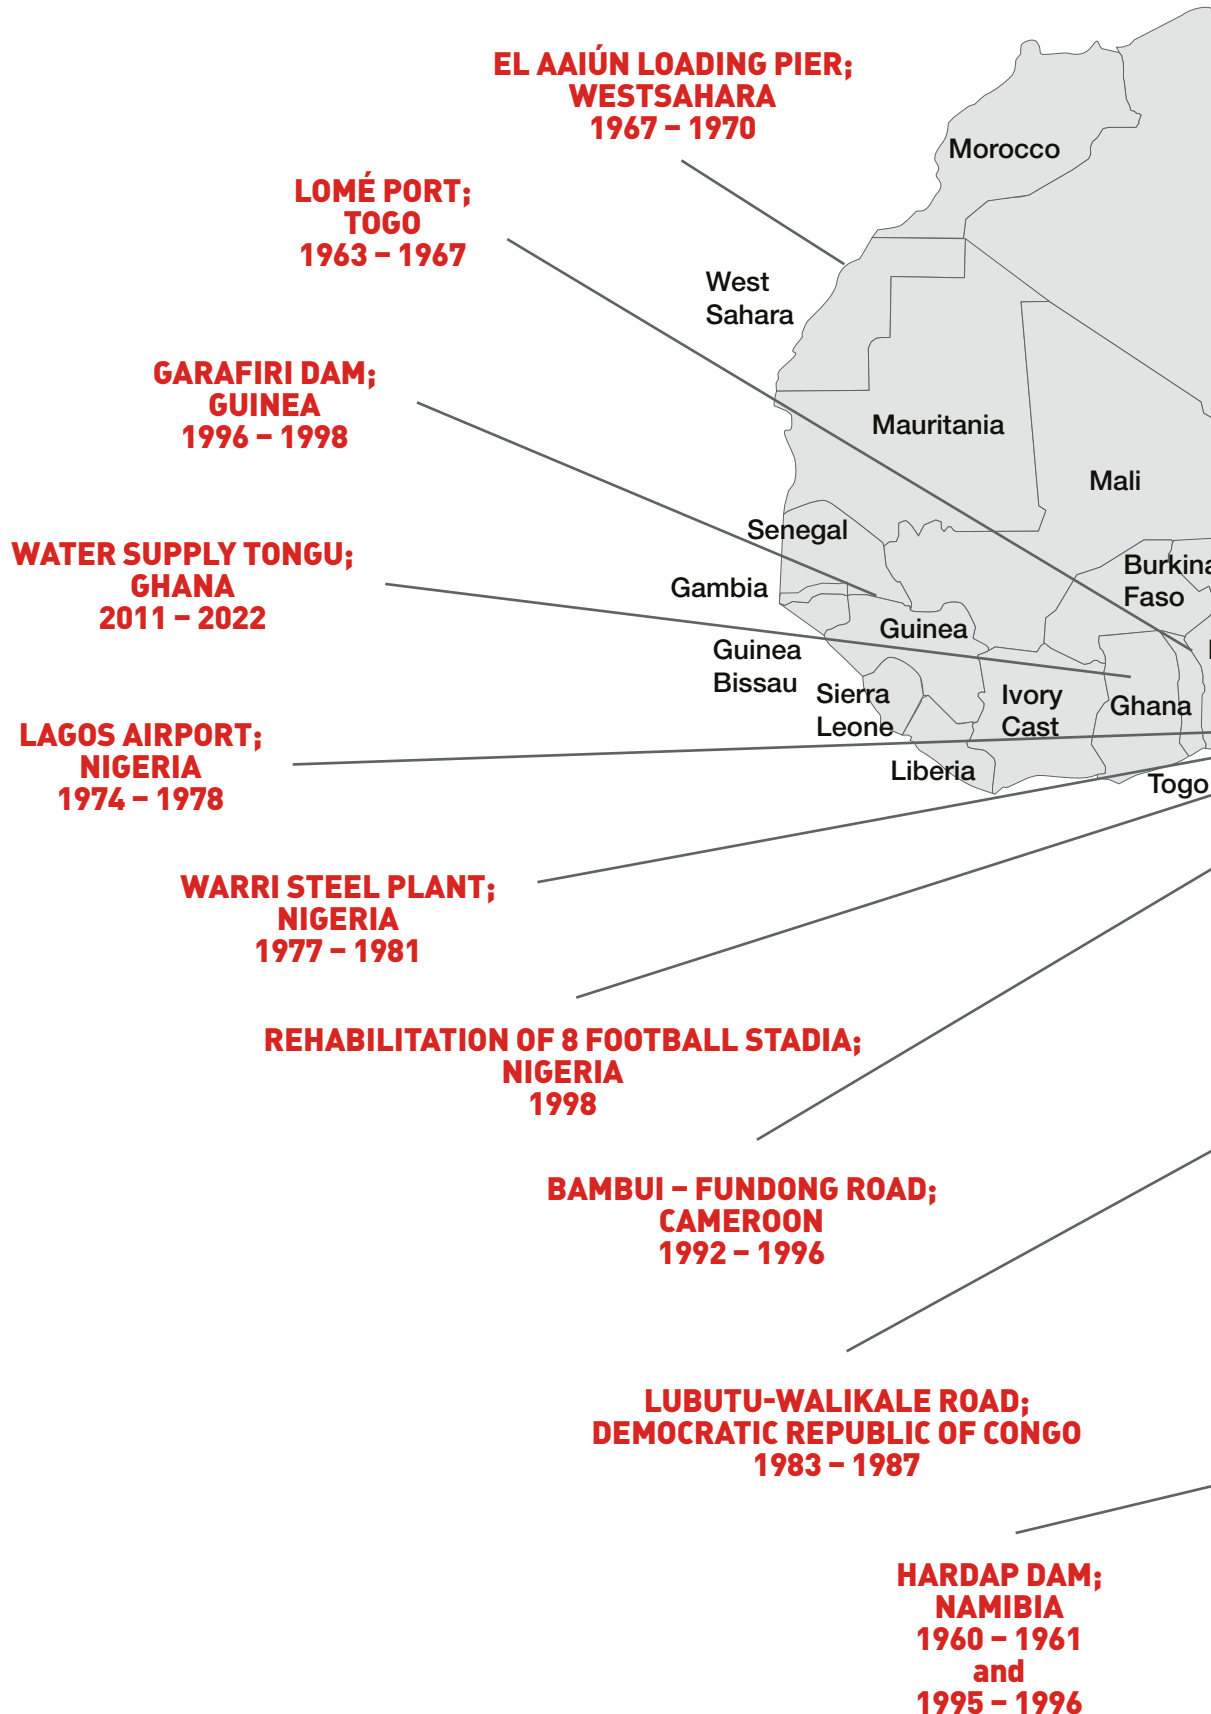 EL AAIÚN LOADING PIER;
WESTSAHARA
1967 – 1970
Morocco
LOMÉ PORT;
TOGO
1963 – 1967
West
Sahara
GARAFIRI DAM;
GUINEA
1996 – 1998
Mauritania
Mali
Senegal
WATER SUPPLY TONGU;
GHANA
2011 – 2022
Gambia
Burkina
Faso
Guinea
Guinea
Bissau
Sierra
Leone
Ivory
Cast
Ghana
LAGOS AIRPORT;
NIGERIA
1974 – 1978
Liberia
Togo
WARRI STEEL PLANT;
NIGERIA
1977 – 1981
REHABILITATION OF 8 FOOTBALL STADIA;
NIGERIA
1998
BAMBUI – FUNDONG ROAD;
CAMEROON
1992 – 1996
LUBUTU-WALIKALE ROAD;
DEMOCRATIC REPUBLIC OF CONGO
1983 – 1987
HARDAP DAM;
NAMIBIA
1960 – 1961
and
1995 – 1996